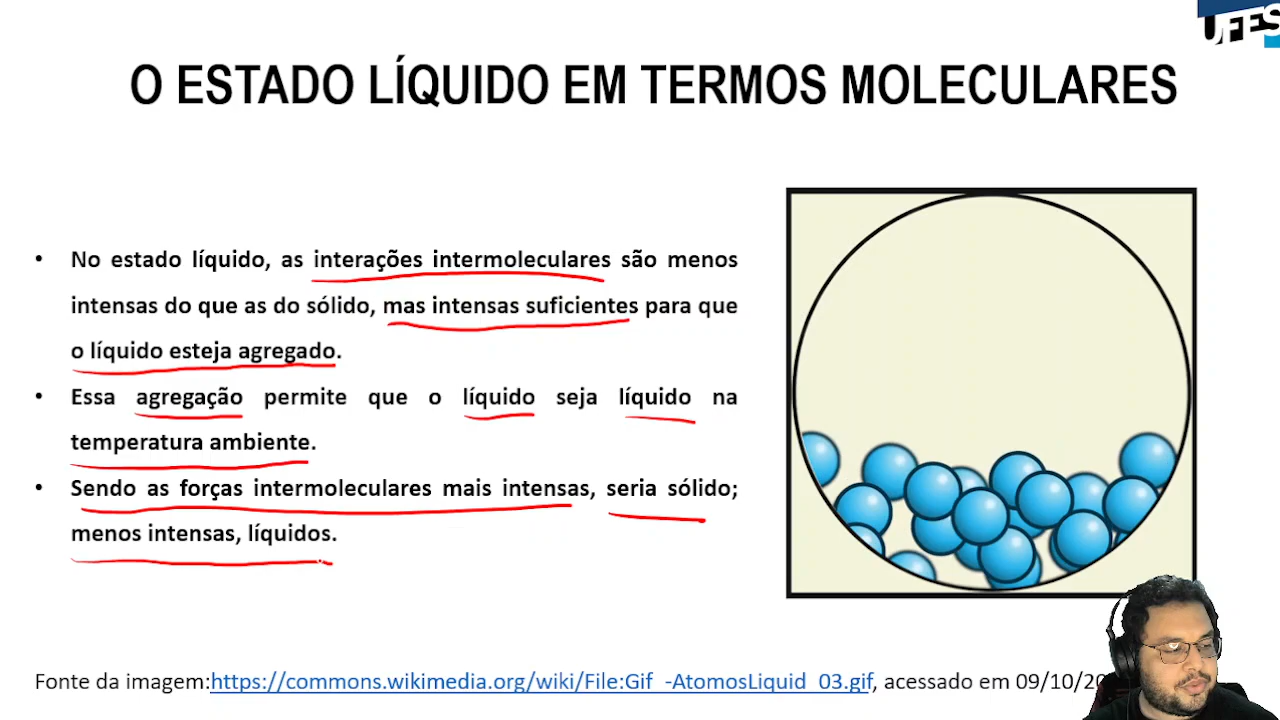 UFES
O ESTADO LÍQUIDO EM TERMOS MOLECULARES
• No estado líquido, as interações intermoleculares são menos
intensas do que as do sólido, mas intensas suficientes para que
o líquido esteja agregado.
• Essa agregação permite que o líquido seja líquido na
temperatura ambiente.
• Sendo as forças intermoleculares mais intensas, seria sólido;
menos intensas, líquidos.
Fonte da imagem:https://commons.wikimedia.org/wiki/File:Gif_-AtomosLiquid_03.gif, acessado em 09/10/20